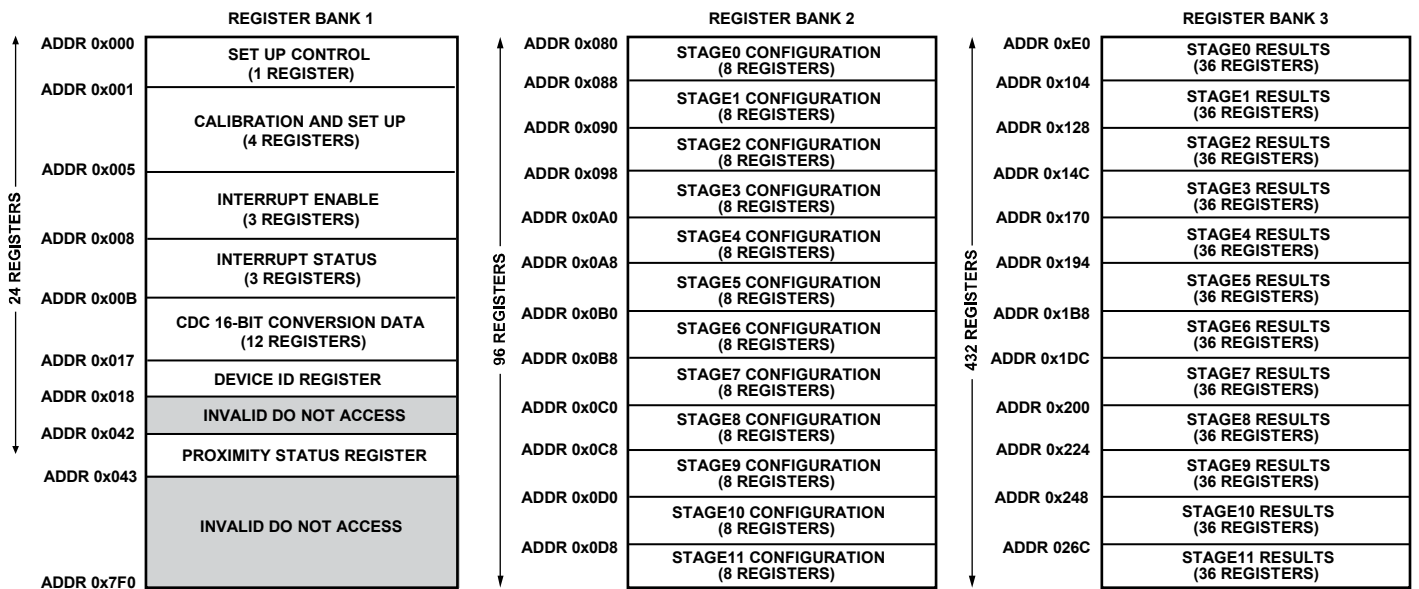 REGISTER BANK 1
24 REGISTERS
ADDR 0x000
SET UP CONTROL
(1 REGISTER)
ADDR 0x001
CALIBRATION AND SET UP
(4 REGISTERS)
ADDR 0x005
INTERRUPT ENABLE
(3 REGISTERS)
ADDR 0x008
INTERRUPT STATUS
(3 REGISTERS)
ADDR 0x00B
CDC 16-BIT CONVERSION DATA
(12 REGISTERS)
ADDR 0x017
DEVICE ID REGISTER
ADDR 0x018
INVALID DO NOT ACCESS
ADDR 0x042
PROXIMITY STATUS REGISTER
ADDR 0x043
INVALID DO NOT ACCESS
ADDR 0x7F0
REGISTER BANK 2
96 REGISTERS
ADDR 0x080
STAGE0 CONFIGURATION
(8 REGISTERS)
ADDR 0x088
STAGE1 CONFIGURATION
(8 REGISTERS)
ADDR 0x090
STAGE2 CONFIGURATION
(8 REGISTERS)
ADDR 0x098
STAGE3 CONFIGURATION
(8 REGISTERS)
ADDR 0x0A0
STAGE4 CONFIGURATION
(8 REGISTERS)
ADDR 0x0A8
STAGE5 CONFIGURATION
(8 REGISTERS)
ADDR 0x0B0
STAGE6 CONFIGURATION
(8 REGISTERS)
ADDR 0x0B8
STAGE7 CONFIGURATION
(8 REGISTERS)
ADDR 0x0C0
STAGE8 CONFIGURATION
(8 REGISTERS)
ADDR 0x0C8
STAGE9 CONFIGURATION
(8 REGISTERS)
ADDR 0x0D0
STAGE10 CONFIGURATION
(8 REGISTERS)
ADDR 0x0D8
STAGE11 CONFIGURATION
(8 REGISTERS)
REGISTER BANK 3
432 REGISTERS
ADDR 0xE0
STAGE0 RESULTS
(36 REGISTERS)
ADDR 0x104
STAGE1 RESULTS
(36 REGISTERS)
ADDR 0x128
STAGE2 RESULTS
(36 REGISTERS)
ADDR 0x14C
STAGE3 RESULTS
(36 REGISTERS)
ADDR 0x170
STAGE4 RESULTS
(36 REGISTERS)
ADDR 0x194
STAGE5 RESULTS
(36 REGISTERS)
ADDR 0x1B8
STAGE6 RESULTS
(36 REGISTERS)
ADDR 0x1DC
STAGE7 RESULTS
(36 REGISTERS)
ADDR 0x200
STAGE8 RESULTS
(36 REGISTERS)
ADDR 0x224
STAGE9 RESULTS
(36 REGISTERS)
ADDR 0x248
STAGE10 RESULTS
(36 REGISTERS)
ADDR 026C
STAGE11 RESULTS
(36 REGISTERS)